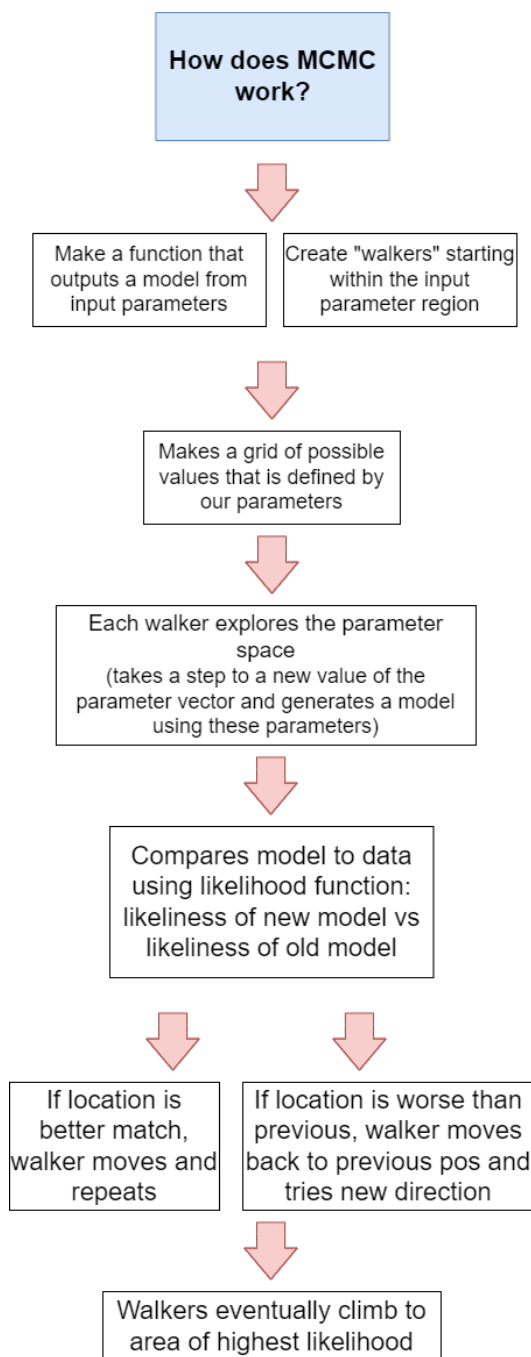 How does MCMC
work?
Make a function that
outputs a model from
input parameters
Create "walkers" starting
within the input
parameter region
Makes a grid of possible
values that is defined by
our parameters
Each walker explores the parameter
space
(takes a step to a new value of the
parameter vector and generates a model
using these parameters)
Compares model to data
using likelihood function:
likeliness of new model vs
likeliness of old model
If location is
better match,
walker moves and
repeats
If location is worse than
previous, walker moves
back to previous pos and
tries new direction
Walkers eventually climb to
area of highest likelihood